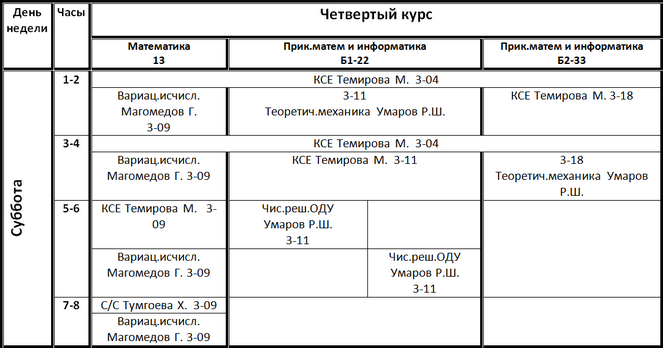 День
недели
Часы
Четвертый курс
Математика
13
Прик.матем и информатика
Б1-22
Прик.матем и информатика
Б2-33
Суббота
1-2
КСЕ Темирова М. 3-04
Вариац.исчисл.
Магомедов Г.
3-09
3-11
Теоретич.механика Умаров Р.Ш.
КСЕ Темирова М. 3-18
3-4
КСЕ Темирова М. 3-04
Вариац.исчисл.
Магомедов Г. 3-09
КСЕ Темирова М. 3-11
3-18
Теоретич.механика Умаров
Р.Ш.
5-6
КСЕ Темирова М. 3-
09
Чис.реш.ОДУ
Умаров Р.Ш.
3-11
Вариац.исчисл.
Магомедов Г. 3-09
Чис.реш.ОДУ
Умаров Р.Ш.
3-11
7-8
С/С Тумгоева Х. 3-09
Вариац.исчисл.
Магомедов Г. 3-09